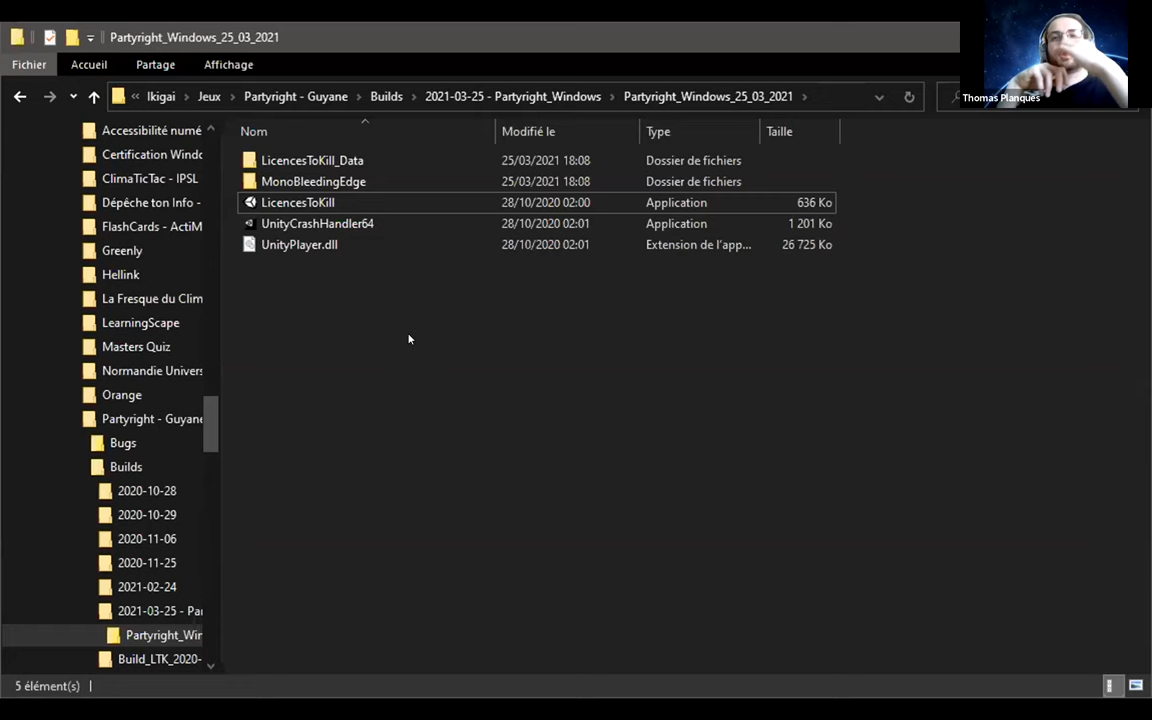 Partyright_Windows_25_03_2021
Fichier Accueil Partage Affichage
Thomas Planques
« Ikigai > Jeux > Partyright - Guyane > Builds > 2021-03-25 - Partyright_Windows > Partyright_Windows_25_03_2021 >
Nom Modifié le Type Taille
LicencesToKill_Data 25/03/2021 18:08 Dossier de fichiers
MonoBleedingEdge 25/03/2021 18:08 Dossier de fichiers
LicencesToKill 28/10/2020 02:00 Application 636 Ko
UnityCrashHandler64 28/10/2020 02:01 Application 1 201 Ko
UnityPlayer.dll 28/10/2020 02:01 Extension de l'app... 26 725 Ko
Accessibilité numé
Certification Windo
ClimaTicTac - IPSL
Dépêche ton Info -
FlashCards - ActiM
Greenly
Hellink
La Fresque du Clim
LearningScape
Masters Quiz
Normandie Univers
Orange
Partyright - Guyane
Bugs
Builds
2020-10-28
2020-10-29
2020-11-06
2020-11-25
2021-02-24
2021-03-25 - Par
Partyright_Win
Build_LTK_2020-
5 élément(s)